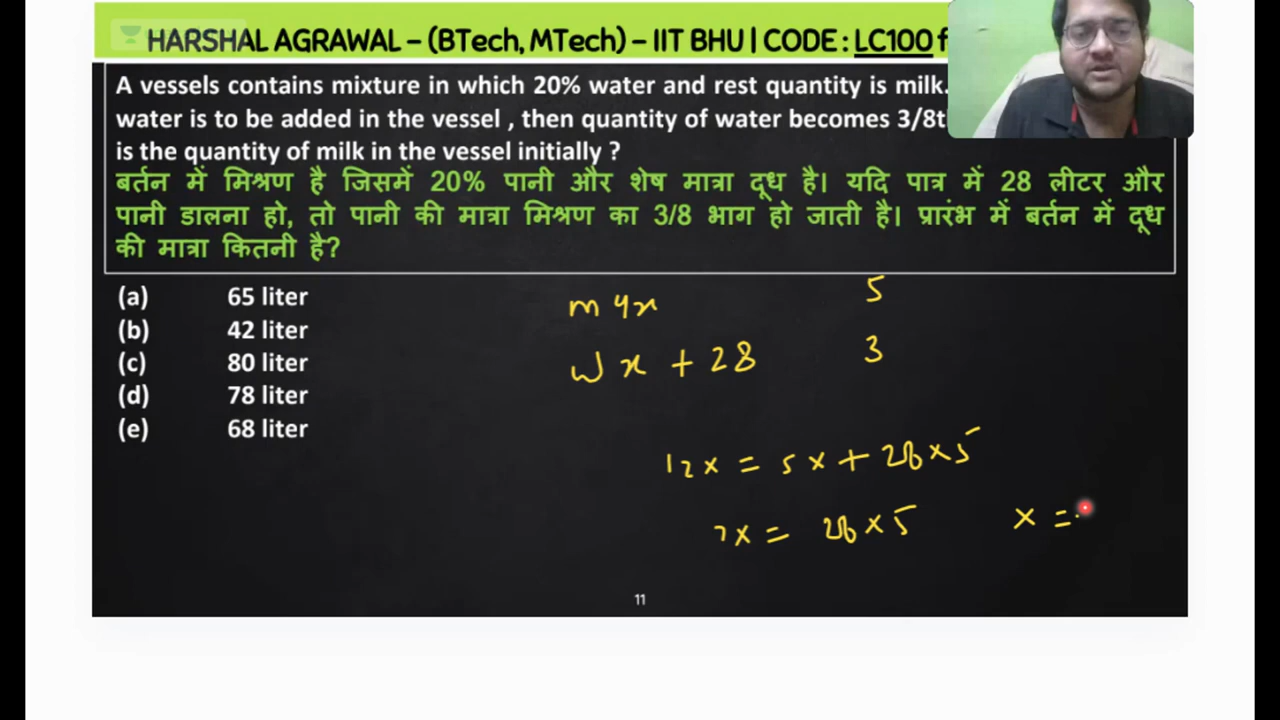 HARSHAL AGRAWAL – (BTech, MTech) – IIT BHU | CODE : LC100 f
A vessels contains mixture in which 20% water and rest quantity is milk.
water is to be added in the vessel , then quantity of water becomes 3/8t
is the quantity of milk in the vessel initially ?
बर्तन में मिश्रण है जिसमें 20% पानी और शेष मात्रा दूध है। यदि पात्र में 28 लीटर और
पानी डालना हो, तो पानी की मात्रा मिश्रण का 3/8 भाग हो जाती है। प्रारंभ में बर्तन में दूध
की मात्रा कितनी है?
(a) 65 liter
(b) 42 liter
(c) 80 liter
(d) 78 liter
(e) 68 liter
m 4x 5
w x + 28 3
12x = 5x + 28×5
7x = 28×5 x =
11